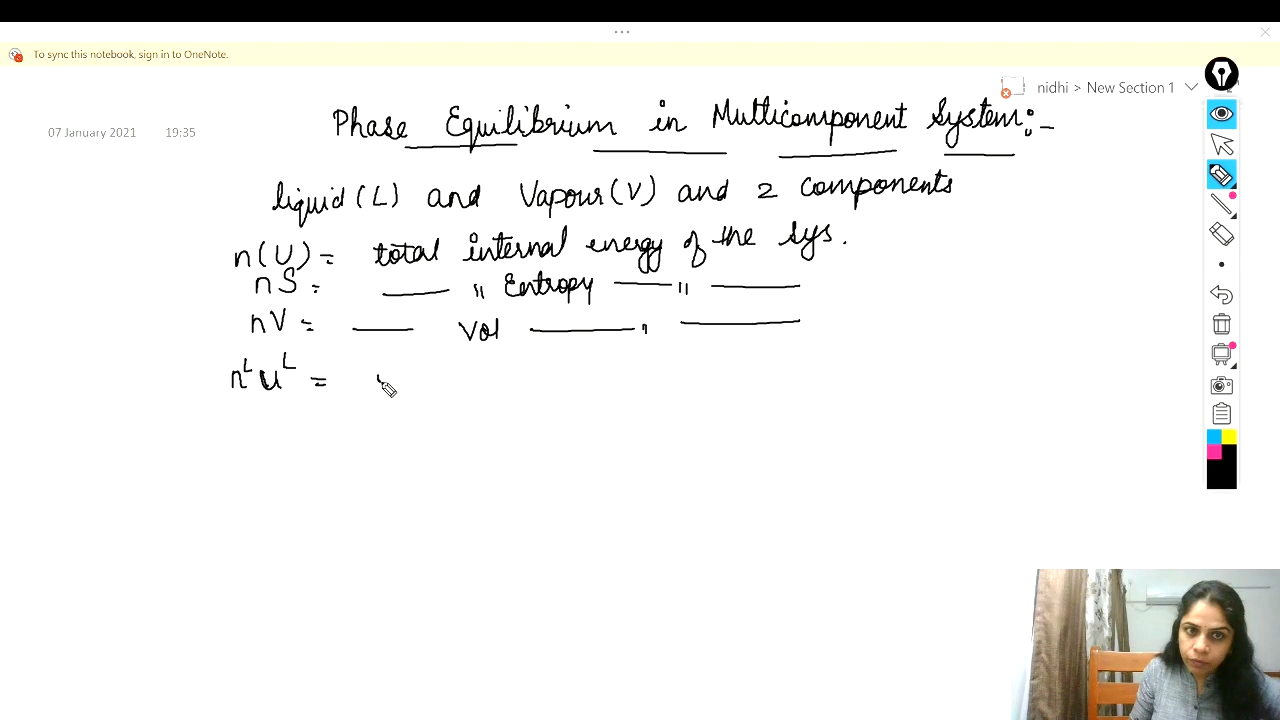 To sync this notebook, sign in to OneNote.
nidhi > New Section 1
07 January 2021 19:35
Phase Equilibrium in Multicomponent System:-
liquid (L) and Vapour (V) and 2 components
n(U) = total internal energy of the sys.
nS = —— " Entropy —— " ——
nV = —— Vol —— " ——
n^L U^L =